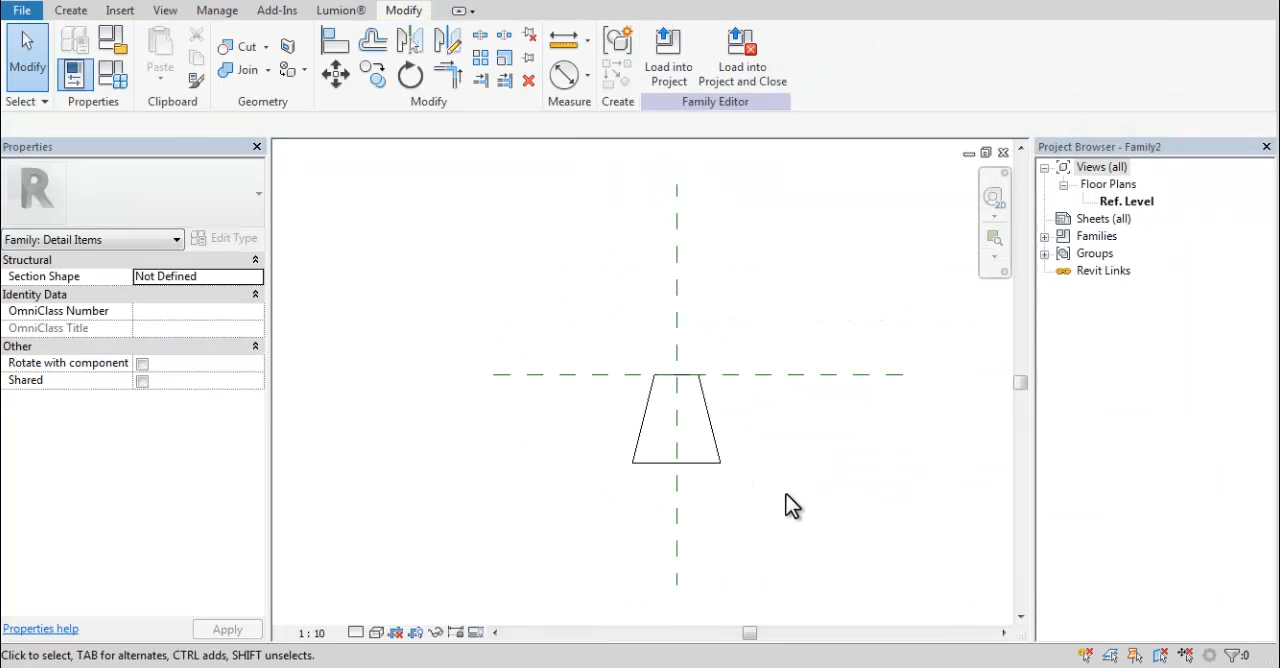 File Create Insert View Manage Add-Ins Lumion® Modify
Cut
Join
Modify Paste Load into Load into
Project Project and Close
Select Properties Clipboard Geometry Modify Measure Create Family Editor
Properties
R
Family: Detail Items Edit Type
Structural
Section Shape Not Defined
Identity Data
OmniClass Number
OmniClass Title
Other
Rotate with component
Shared
Properties help Apply
2D
1 : 10
Project Browser - Family2
Views (all)
Floor Plans
Ref. Level
Sheets (all)
Families
Groups
Revit Links
Click to select, TAB for alternates, CTRL adds, SHIFT unselects.
:0